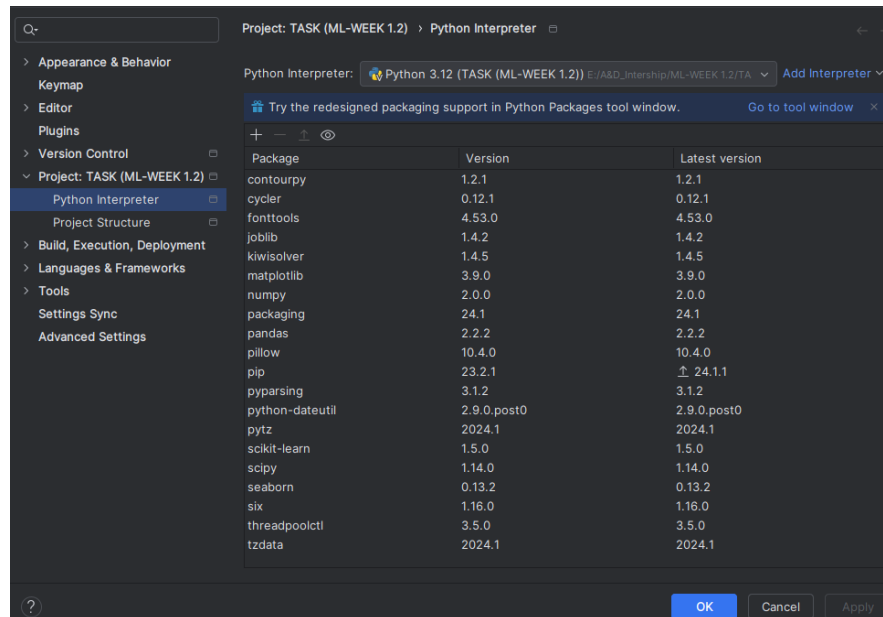 Project: TASK (ML-WEEK 1.2) › Python Interpreter
Appearance & Behavior
Keymap
Editor
Plugins
Version Control
Project: TASK (ML-WEEK 1.2)
Python Interpreter
Project Structure
Build, Execution, Deployment
Languages & Frameworks
Tools
Settings Sync
Advanced Settings
Python Interpreter: Python 3.12 (TASK (ML-WEEK 1.2)) E:/A&D_Intership/ML-WEEK 1.2/TA Add Interpreter
Try the redesigned packaging support in Python Packages tool window. Go to tool window
Package Version Latest version
contourpy 1.2.1 1.2.1
cycler 0.12.1 0.12.1
fonttools 4.53.0 4.53.0
joblib 1.4.2 1.4.2
kiwisolver 1.4.5 1.4.5
matplotlib 3.9.0 3.9.0
numpy 2.0.0 2.0.0
packaging 24.1 24.1
pandas 2.2.2 2.2.2
pillow 10.4.0 10.4.0
pip 23.2.1 24.1.1
pyparsing 3.1.2 3.1.2
python-dateutil 2.9.0.post0 2.9.0.post0
pytz 2024.1 2024.1
scikit-learn 1.5.0 1.5.0
scipy 1.14.0 1.14.0
seaborn 0.13.2 0.13.2
six 1.16.0 1.16.0
threadpoolctl 3.5.0 3.5.0
tzdata 2024.1 2024.1
? OK Cancel Apply